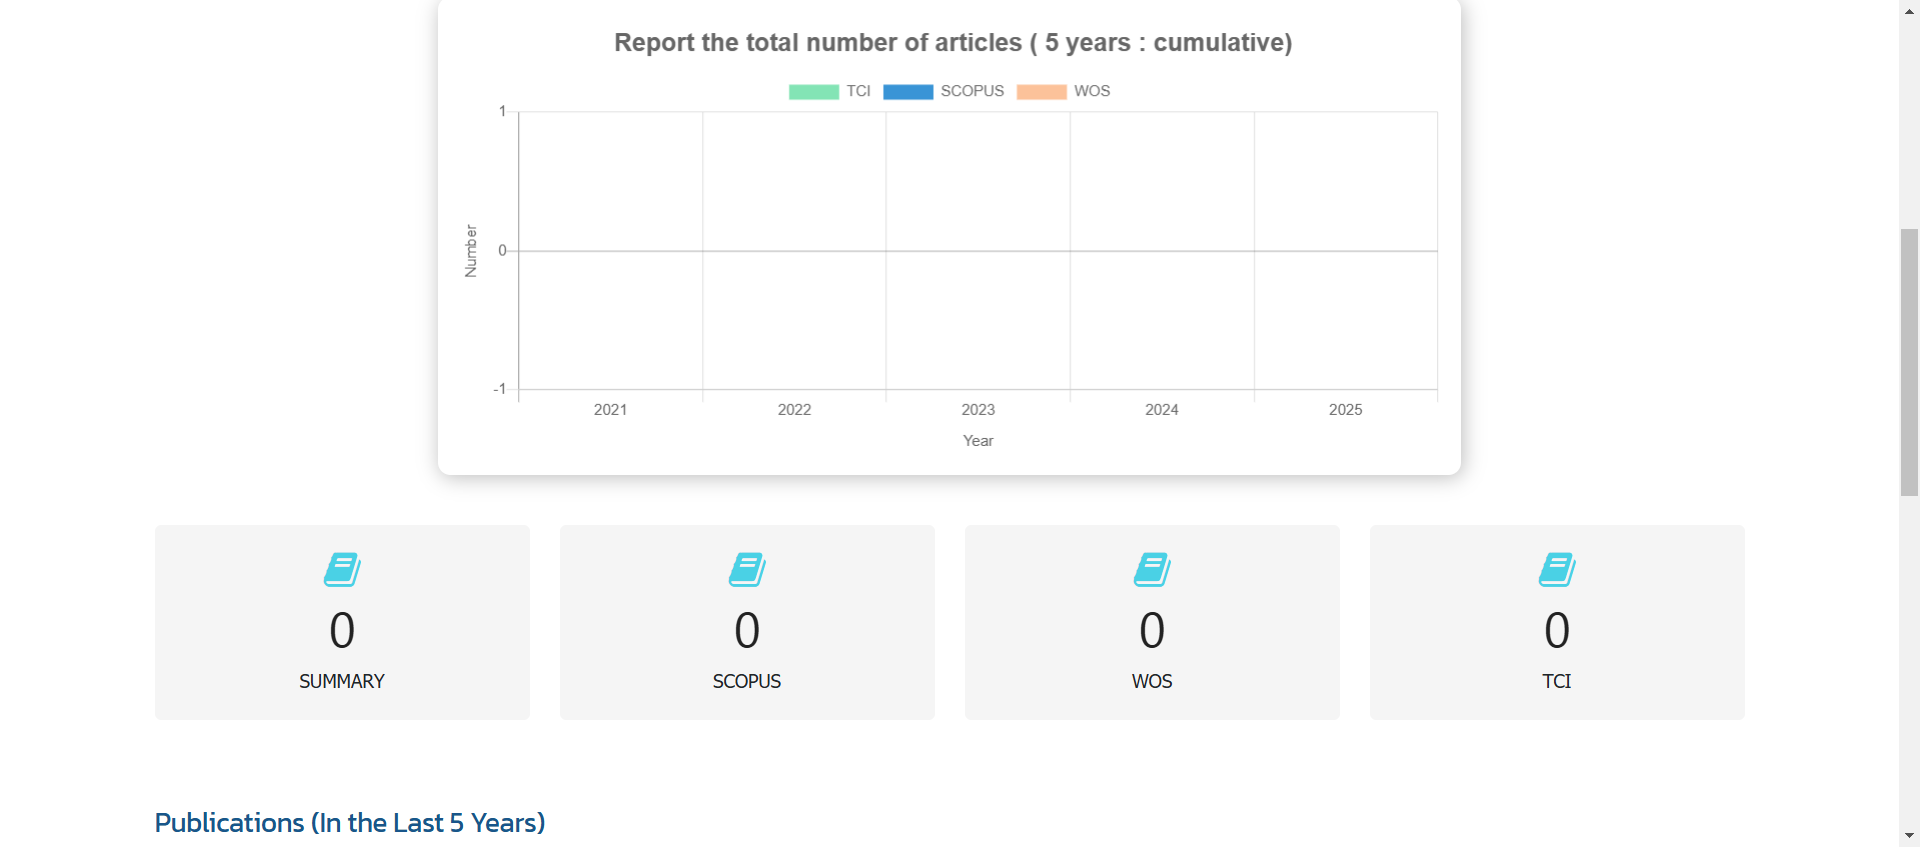 Report the total number of articles ( 5 years : cumulative)
TCI SCOPUS WOS
1
0
-1
Number
2021 2022 2023 2024 2025
Year
0 0 0 0
SUMMARY SCOPUS WOS TCI
Publications (In the Last 5 Years)